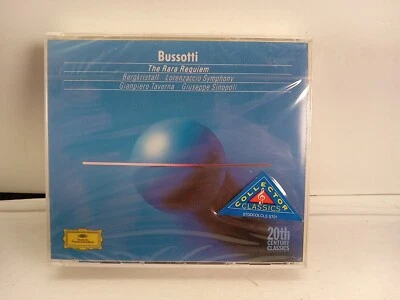 Bussotti
The Rara Requiem
Bergkristall Lorenzaccio Symphony
Gianpiero Taverna Giuseppe Sinopoli
COLLECTOR
CLASSICS
20th
CENTURY
CLASSICS